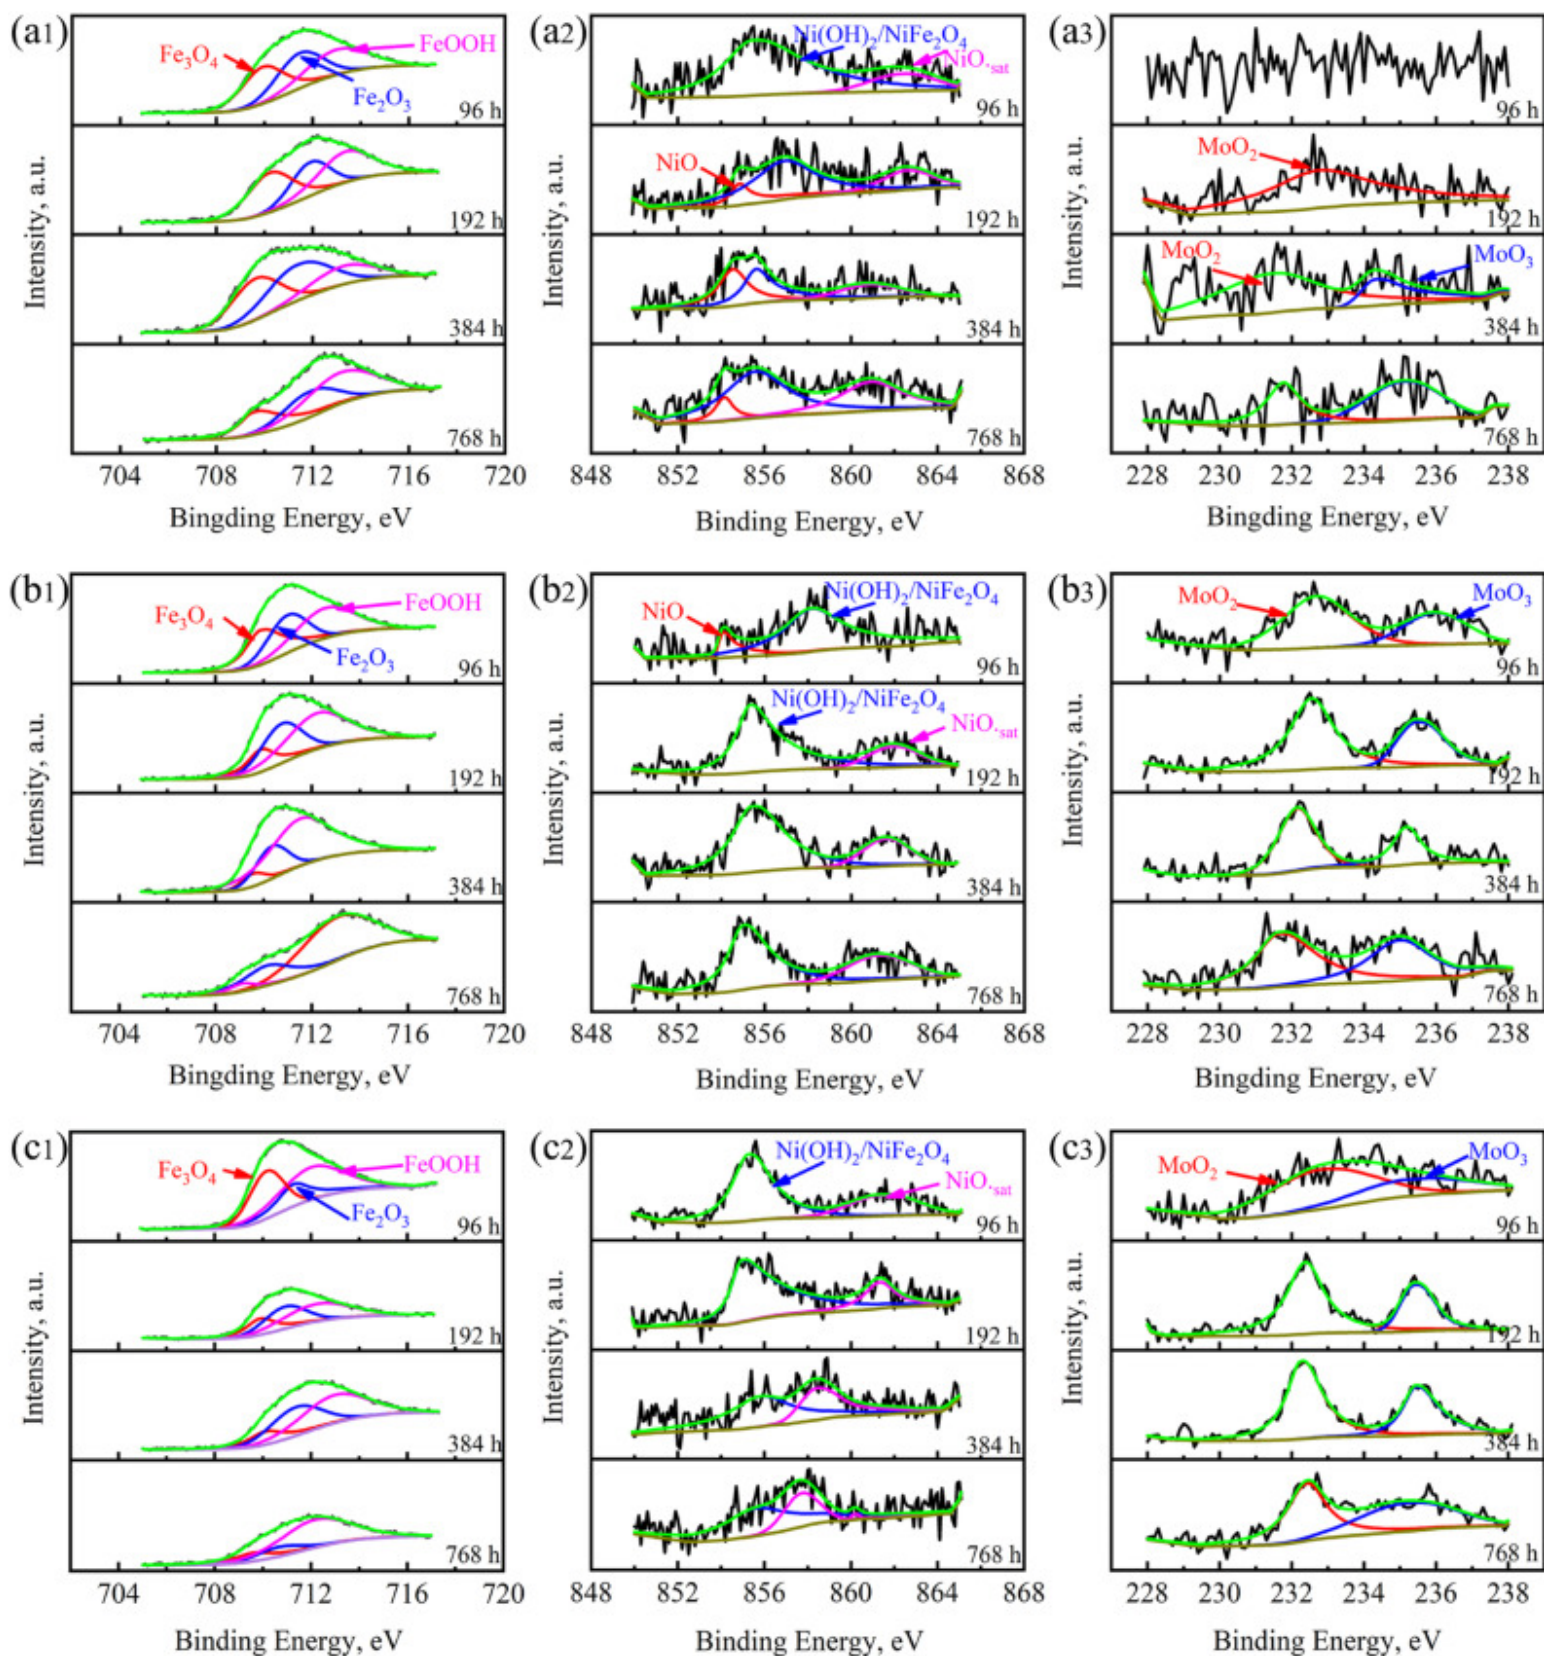 (a1)
Fe3O4
FeOOH
Fe2O3
96 h
192 h
384 h
768 h
Intensity, a.u.
Intensity, a.u.
704 708 712 716 720
Bingding Energy, eV
(a2)
Ni(OH)2/NiFe2O4
NiO.sat
96 h
NiO
192 h
384 h
768 h
Intensity, a.u.
848 852 856 860 864 868
Binding Energy, eV
(a3)
96 h
MoO2
192 h
MoO2
MoO3
384 h
768 h
Intensity, a.u.
228 230 232 234 236 238
Bingding Energy, eV
(b1)
Fe3O4
FeOOH
Fe2O3
96 h
192 h
384 h
768 h
Intensity, a.u.
704 708 712 716 720
Bingding Energy, eV
(b2)
NiO
Ni(OH)2/NiFe2O4
96 h
Ni(OH)2/NiFe2O4
NiO.sat
192 h
384 h
768 h
Intensity, a.u.
848 852 856 860 864 868
Binding Energy, eV
(b3)
MoO2
MoO3
96 h
192 h
384 h
768 h
Intensity, a.u.
228 230 232 234 236 238
Bingding Energy, eV
(c1)
Fe3O4
FeOOH
Fe2O3
96 h
192 h
384 h
768 h
Intensity, a.u.
704 708 712 716 720
Binding Energy, eV
(c2)
Ni(OH)2/NiFe2O4
NiO.sat
96 h
192 h
384 h
768 h
Intensity, a.u.
848 852 856 860 864 868
Binding Energy, eV
(c3)
MoO2
MoO3
96 h
192 h
384 h
768 h
Intensity, a.u.
228 230 232 234 236 238
Binding Energy, eV